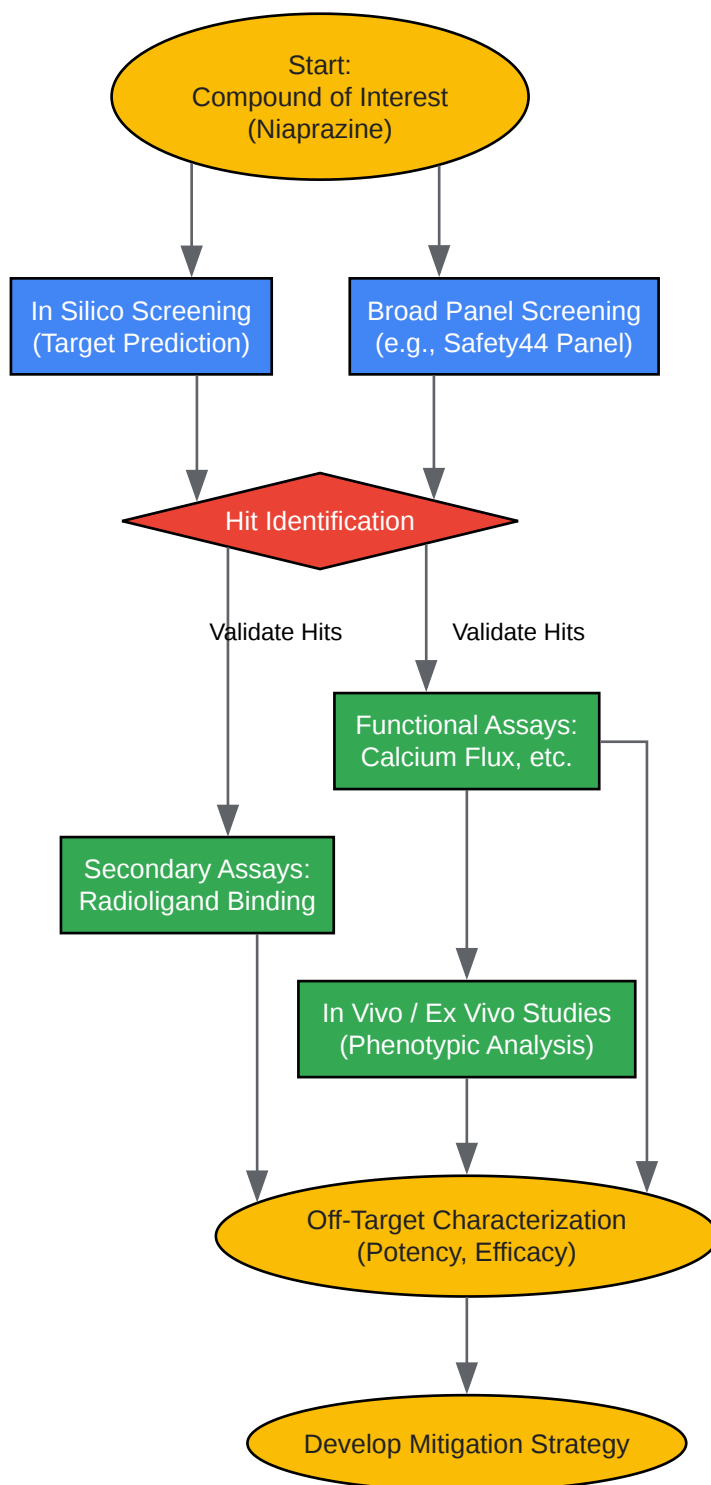 Start:
Compound of Interest
(Niaprazine)
In Silico Screening
(Target Prediction)
Broad Panel Screening
(e.g., Safety44 Panel)
Hit Identification
Validate Hits
Validate Hits
Functional Assays:
Calcium Flux, etc.
Secondary Assays:
Radioligand Binding
In Vivo / Ex Vivo Studies
(Phenotypic Analysis)
Off-Target Characterization
(Potency, Efficacy)
Develop Mitigation Strategy